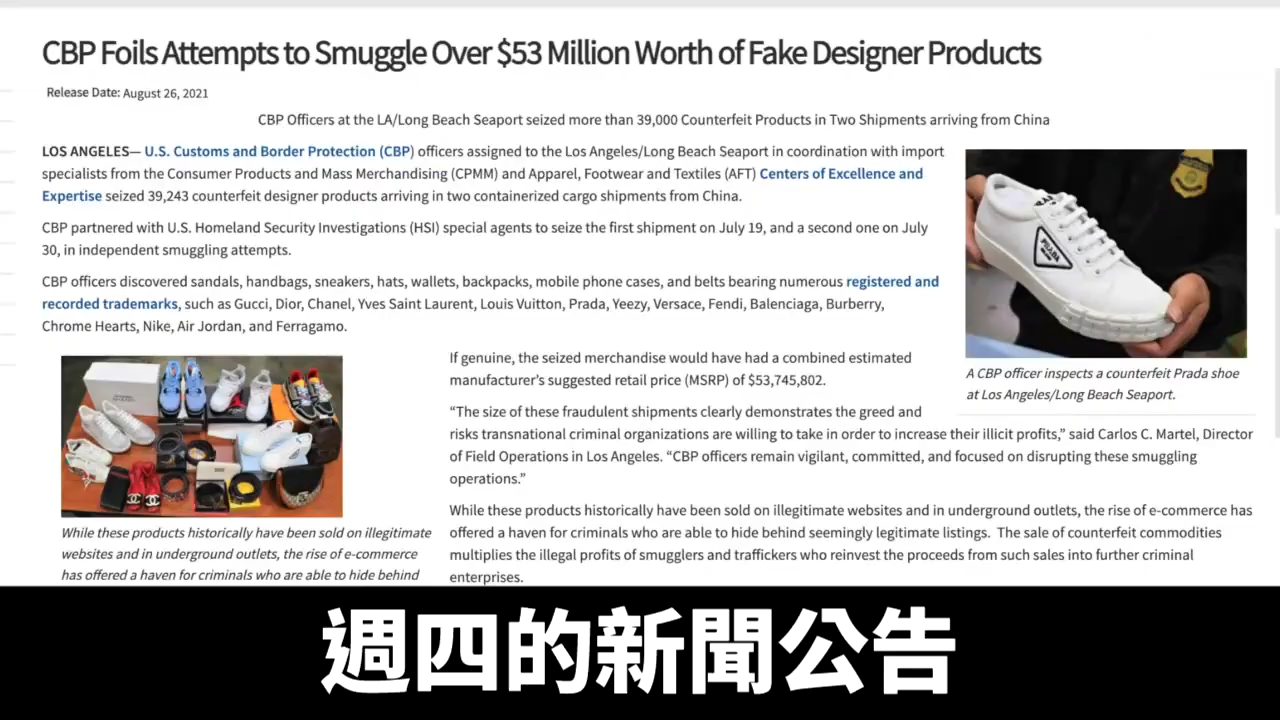 CBP Foils Attempts to Smuggle Over $53 Million Worth of Fake Designer Products
Release Date: August 26, 2021
CBP Officers at the LA/Long Beach Seaport seized more than 39,000 Counterfeit Products in Two Shipments arriving from China
LOS ANGELES— U.S. Customs and Border Protection (CBP) officers assigned to the Los Angeles/Long Beach Seaport in coordination with import
specialists from the Consumer Products and Mass Merchandising (CPMM) and Apparel, Footwear and Textiles (AFT) Centers of Excellence and
Expertise seized 39,243 counterfeit designer products arriving in two containerized cargo shipments from China.
CBP partnered with U.S. Homeland Security Investigations (HSI) special agents to seize the first shipment on July 19, and a second one on July
30, in independent smuggling attempts.
CBP officers discovered sandals, handbags, sneakers, hats, wallets, backpacks, mobile phone cases, and belts bearing numerous registered and
recorded trademarks, such as Gucci, Dior, Chanel, Yves Saint Laurent, Louis Vuitton, Prada, Yeezy, Versace, Fendi, Balenciaga, Burberry,
Chrome Hearts, Nike, Air Jordan, and Ferragamo.
PRADA
A CBP officer inspects a counterfeit Prada shoe
at Los Angeles/Long Beach Seaport.
If genuine, the seized merchandise would have had a combined estimated
manufacturer's suggested retail price (MSRP) of $53,745,802.
“The size of these fraudulent shipments clearly demonstrates the greed and
risks transnational criminal organizations are willing to take in order to increase their illicit profits,” said Carlos C. Martel, Director
of Field Operations in Los Angeles. “CBP officers remain vigilant, committed, and focused on disrupting these smuggling
operations.”
While these products historically have been sold on illegitimate websites and in underground outlets, the rise of e-commerce has
offered a haven for criminals who are able to hide behind seemingly legitimate listings. The sale of counterfeit commodities
multiplies the illegal profits of smugglers and traffickers who reinvest the proceeds from such sales into further criminal
enterprises.
While these products historically have been sold on illegitimate
websites and in underground outlets, the rise of e-commerce
has offered a haven for criminals who are able to hide behind
週四的新聞公告